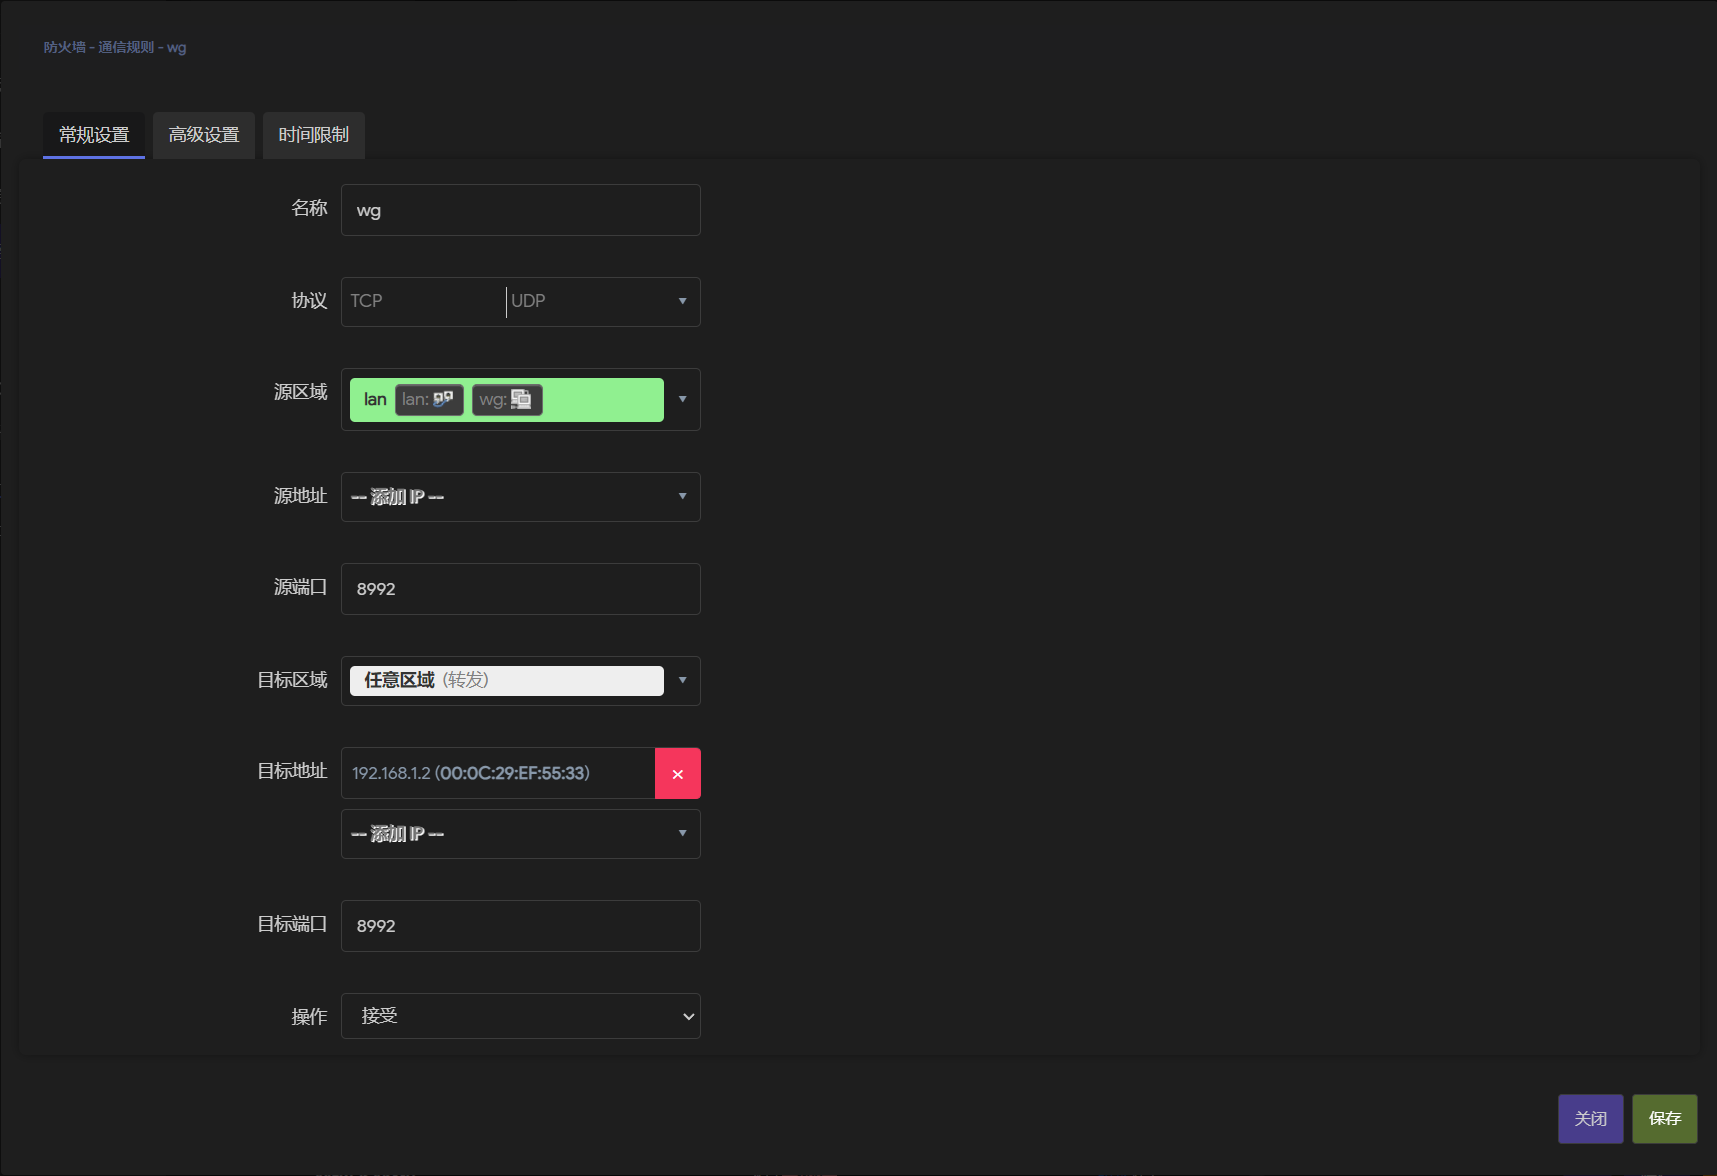 防火墙 - 通信规则 - wg
常规设置 高级设置 时间限制
名称 wg
协议 TCP UDP
源区域 lan lan: wg:
源地址 -- 添加 IP --
源端口 8992
目标区域 任意区域 (转发)
目标地址 192.168.1.2 (00:0C:29:EF:55:33) ×
-- 添加 IP --
目标端口 8992
操作 接受
关闭 保存